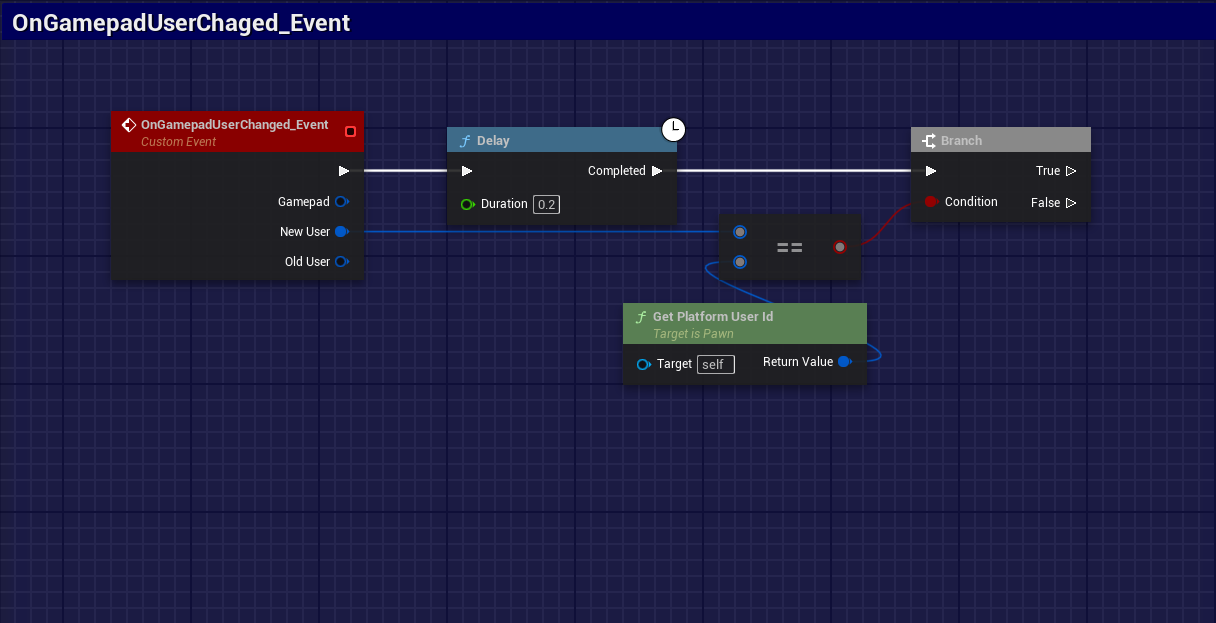 OnGamepadUserChaged_Event
OnGamepadUserChanged_Event
Custom Event
Gamepad
New User
Old User
f Delay
Completed
Duration 0.2
==
f Get Platform User Id
Target is Pawn
Target self
Return Value
Branch
True
Condition
False